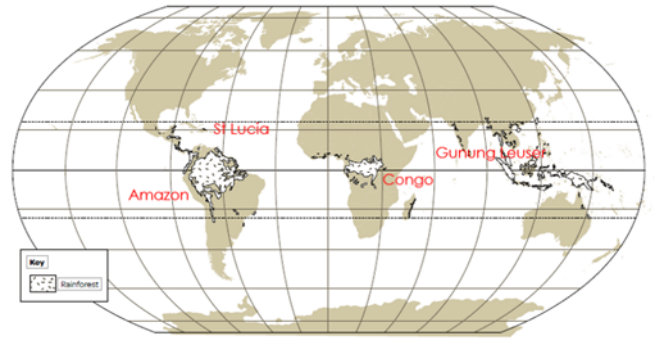 St Lucia
Gunung Leuser
Congo
Amazon
Key
Rainforest